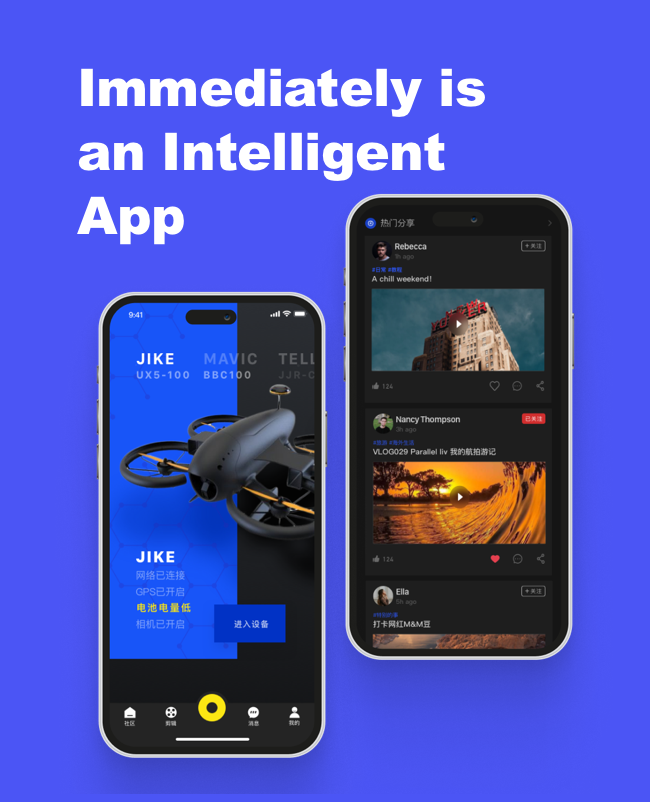 Immediately is
an Intelligent
App
9:41
JIKE MAVIC TELL
UX5-100 BBC100 JJR-C
JIKE
网络已连接
GPS已开启
电池电量低
相机已开启
进入设备
社区 剪辑 消息 我的
热门分享
Rebecca +关注
1h ago
#日常 #教程
A chill weekend!
124
Nancy Thompson 已关注
3h ago
#旅游 #海外生活
VLOG029 Parallel liv 我的航拍游记
124
Ella +关注
5h ago
打卡网红M&M豆